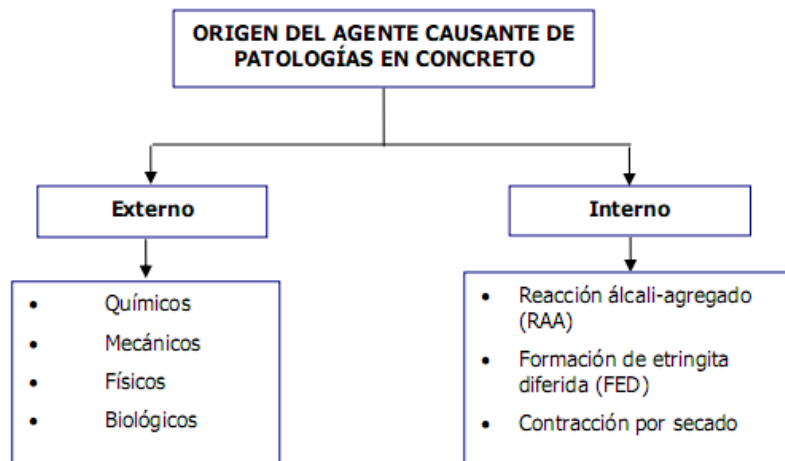 ORIGEN DEL AGENTE CAUSANTE DE
PATOLOGÍAS EN CONCRETO
Externo
Interno
• Químicos
• Mecánicos
• Físicos
• Biológicos
• Reacción álcali-agregado
(RAA)
• Formación de etringita
diferida (FED)
• Contracción por secado